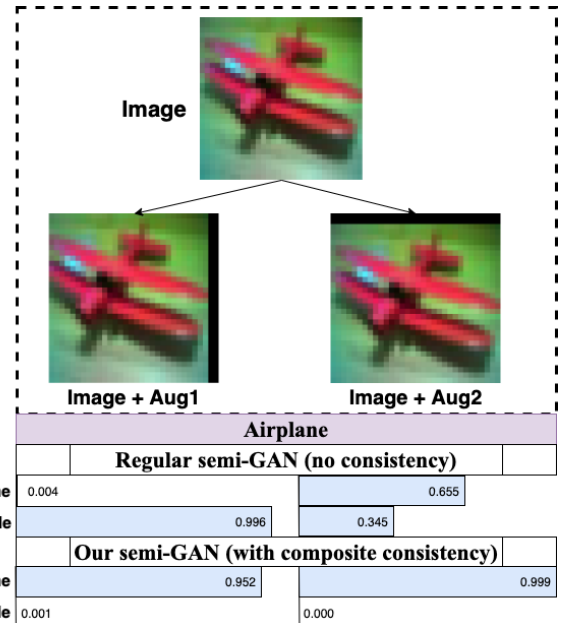 Image
Image + Aug1 Image + Aug2
Airplane
Regular semi-GAN (no consistency)
0.004 0.655
0.996 0.345
Our semi-GAN (with composite consistency)
0.952 0.999
0.001 0.000